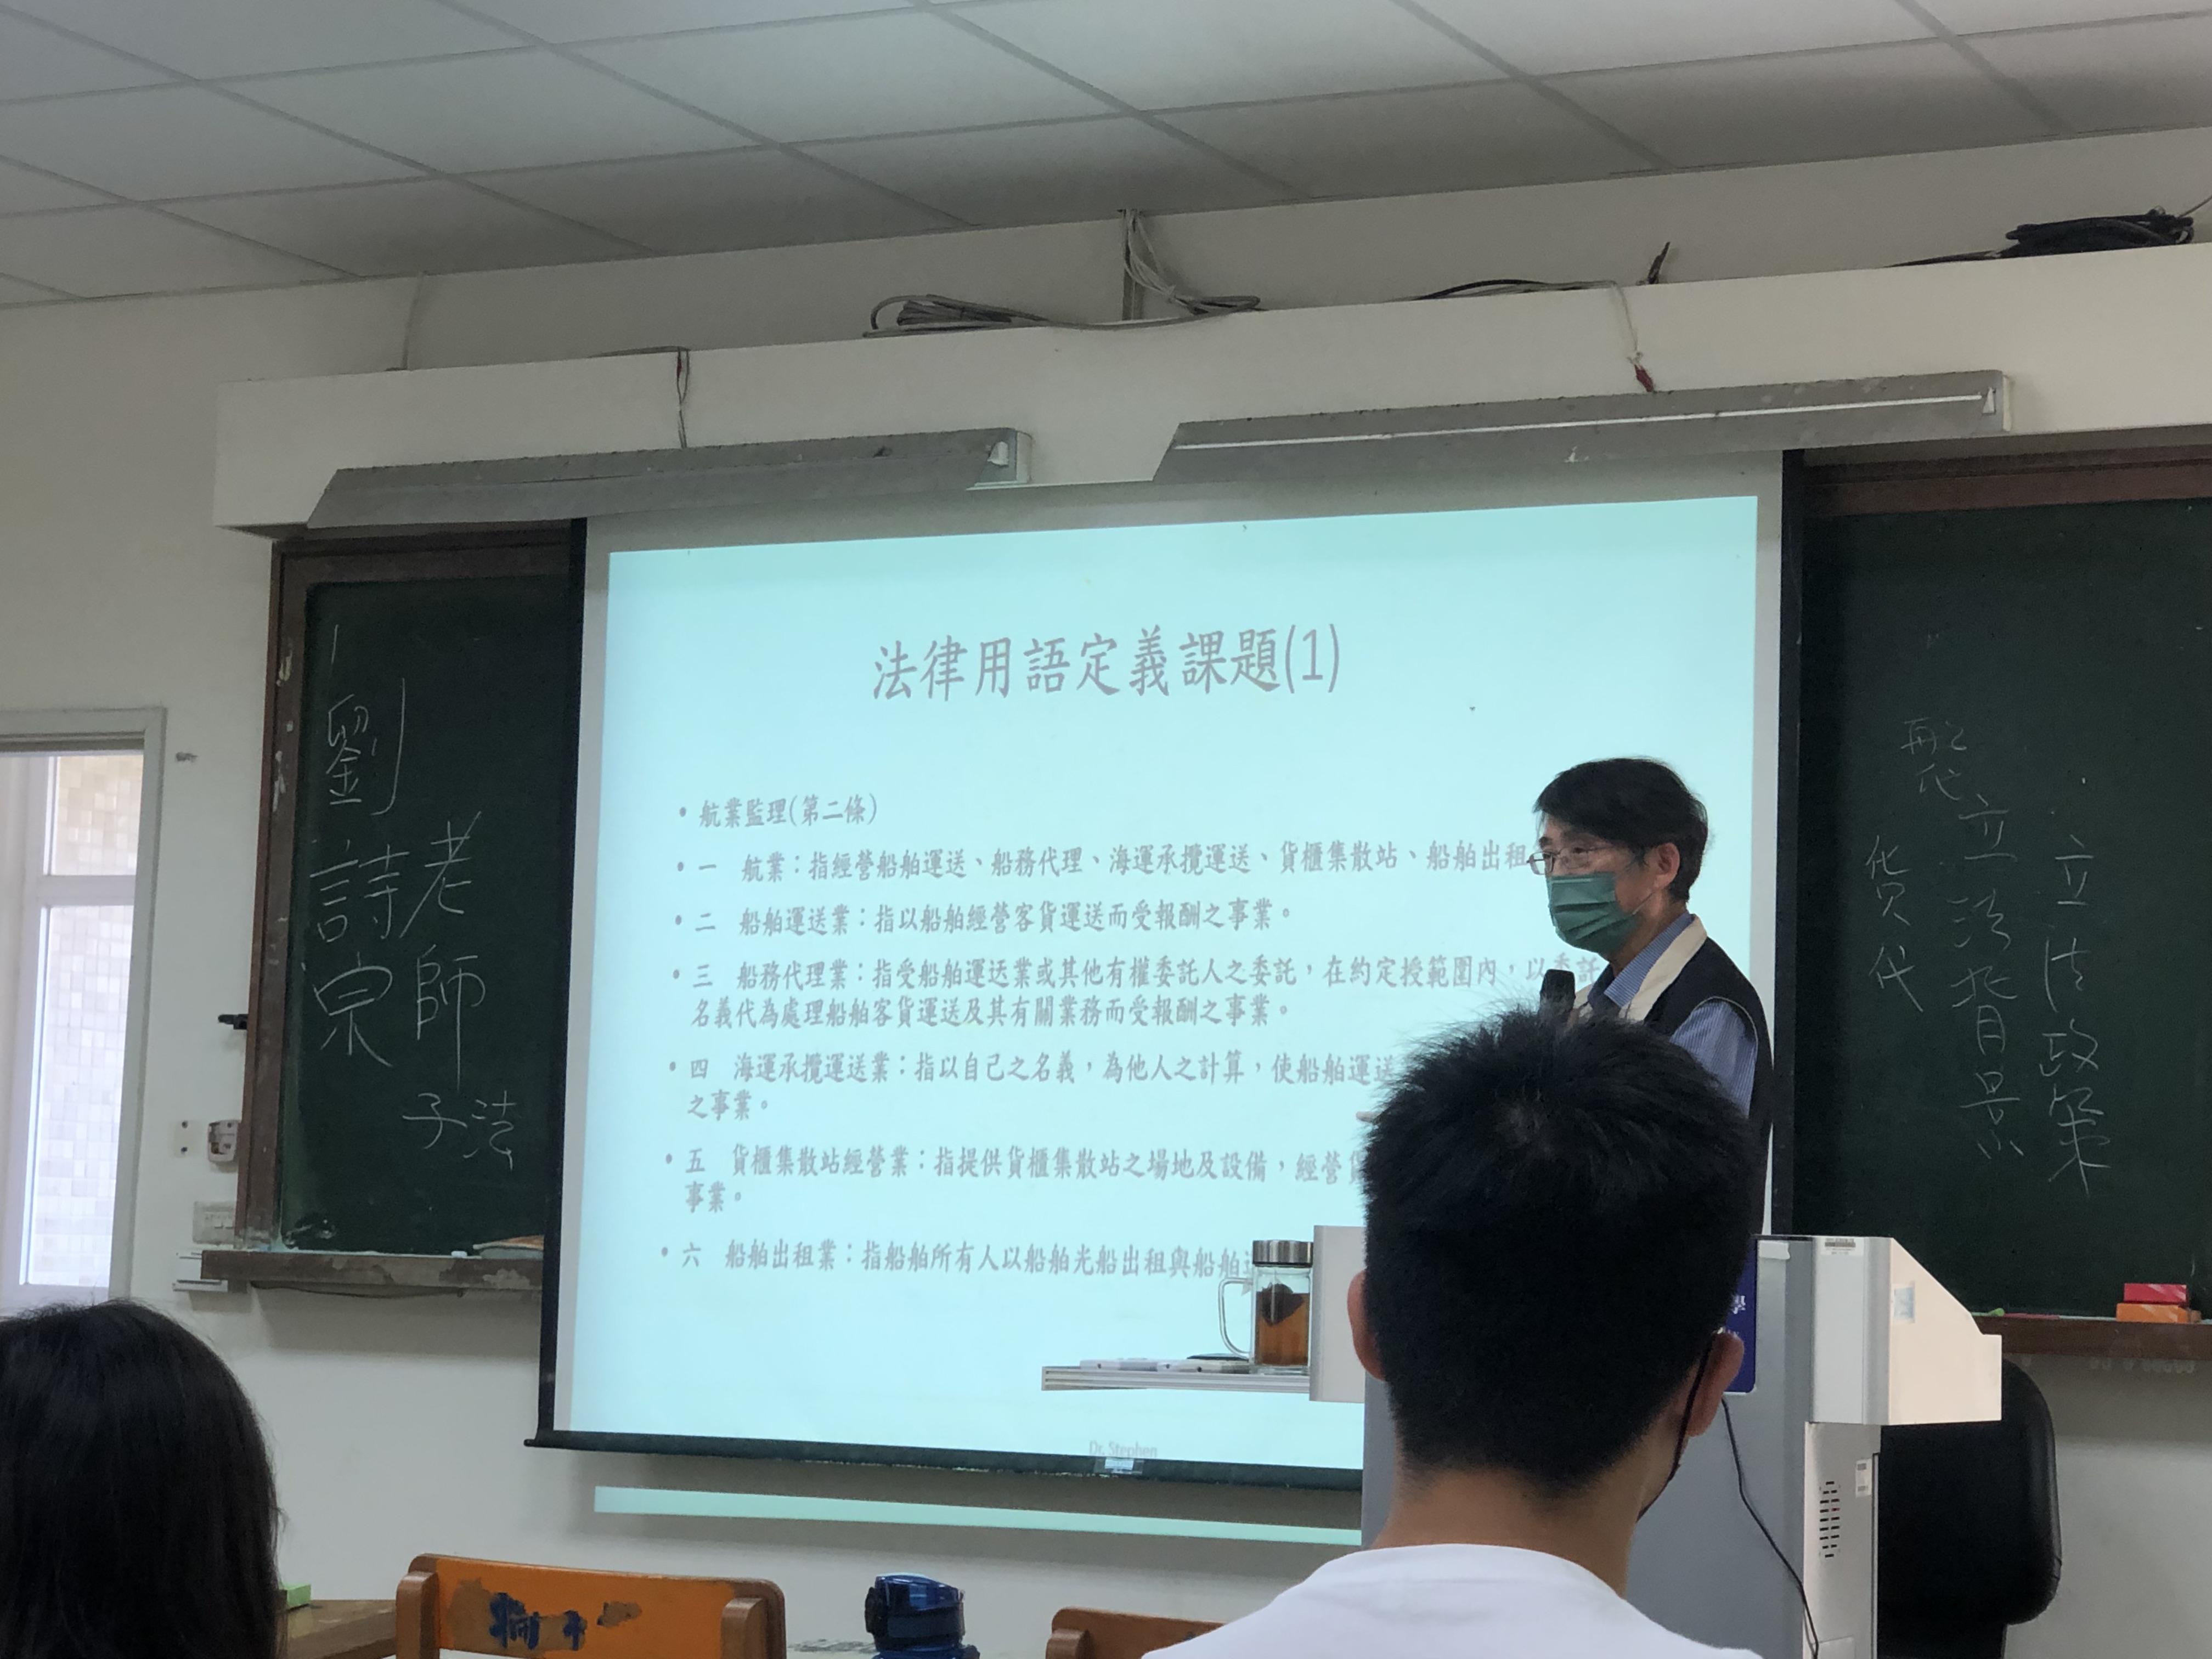 劉詩宗
老師
子法
法律用語定義課題(1)
• 航業監理(第二條)
• 一 航業：指經營船舶運送、船務代理、海運承攬運送、貨櫃集散站、船舶出租
• 二 船舶運送業：指以船舶經營客貨運送而受報酬之事業。
• 三 船務代理業：指受船舶運送業或其他有權委託人之委託，在約定授範圍內，以委託
名義代為處理船舶客貨運送及其有關業務而受報酬之事業。
• 四 海運承攬運送業：指以自己之名義，為他人之計算，使船舶運送
之事業。
• 五 貨櫃集散站經營業：指提供貨櫃集散站之場地及設備，經營貨
事業。
• 六 船舶出租業：指船舶所有人以船舶光船出租與船舶運
Dr. Stephen
立法政策
立法背景
船代
貨代
學